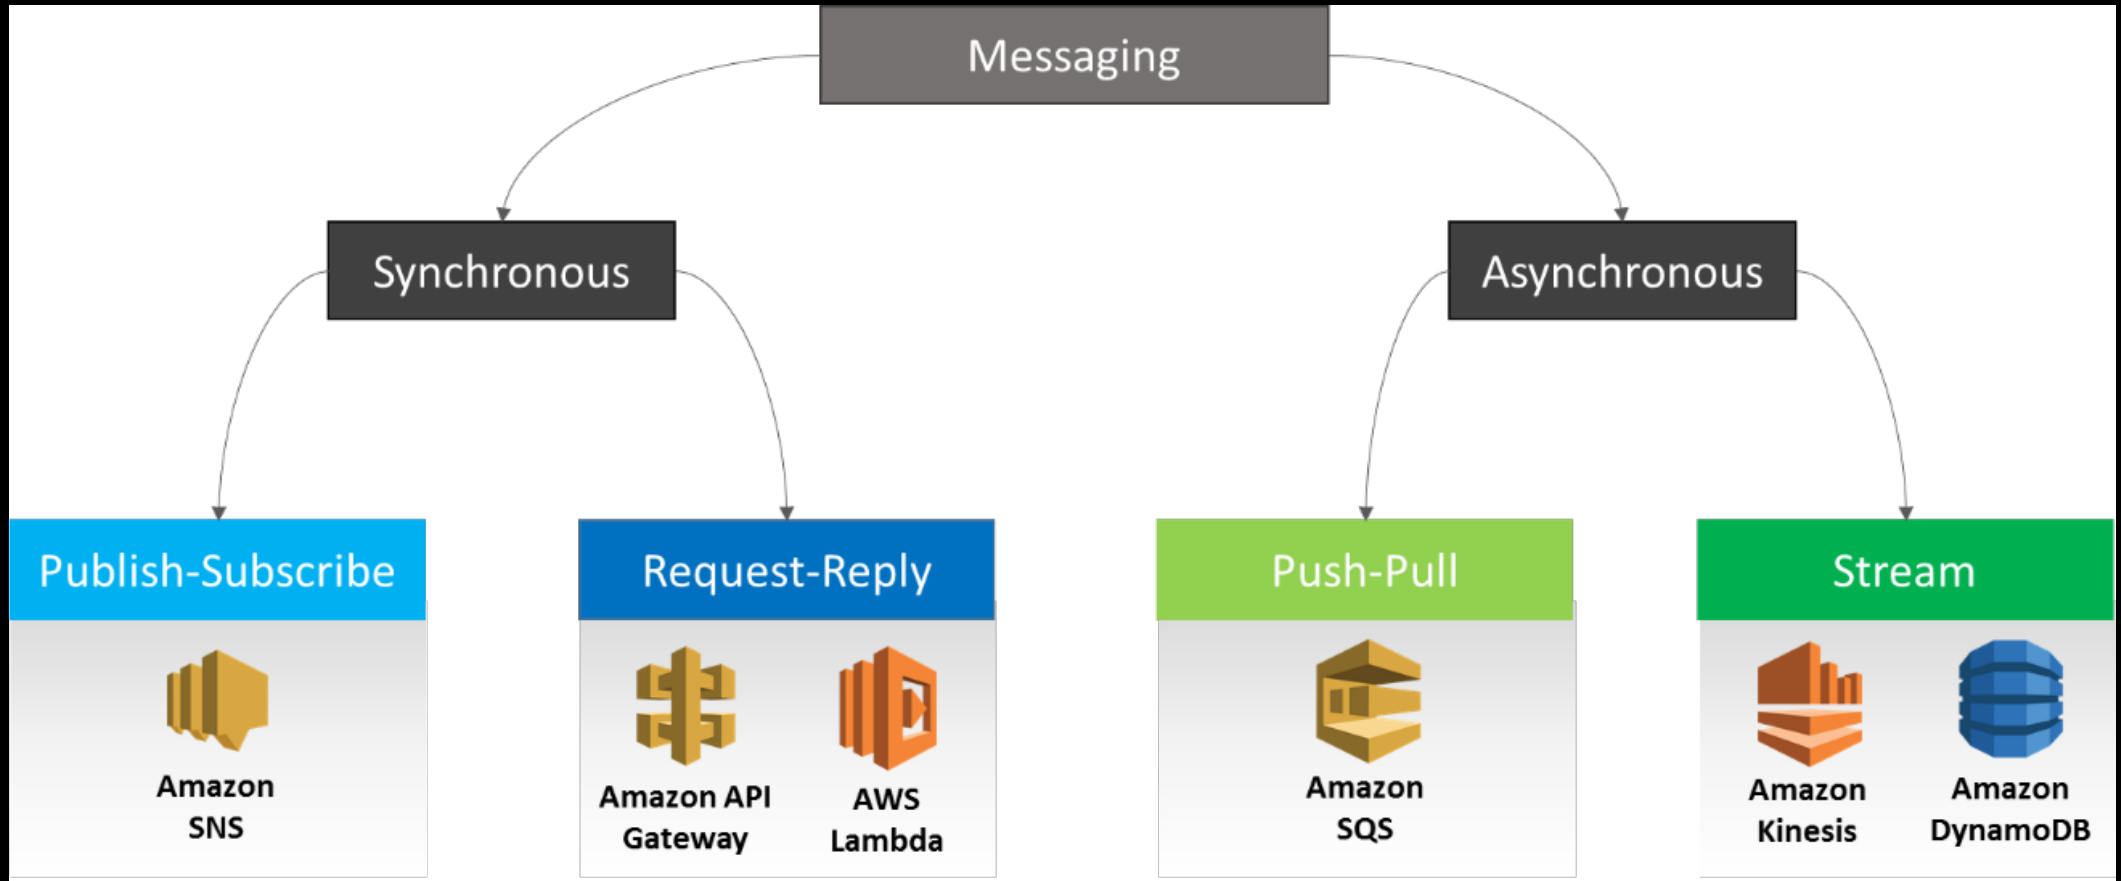 Messaging
Synchronous
Asynchronous
Publish-Subscribe
Request-Reply
Push-Pull
Stream
Amazon
SNS
Amazon API
Gateway
AWS
Lambda
Amazon
SQS
Amazon
Kinesis
Amazon
DynamoDB